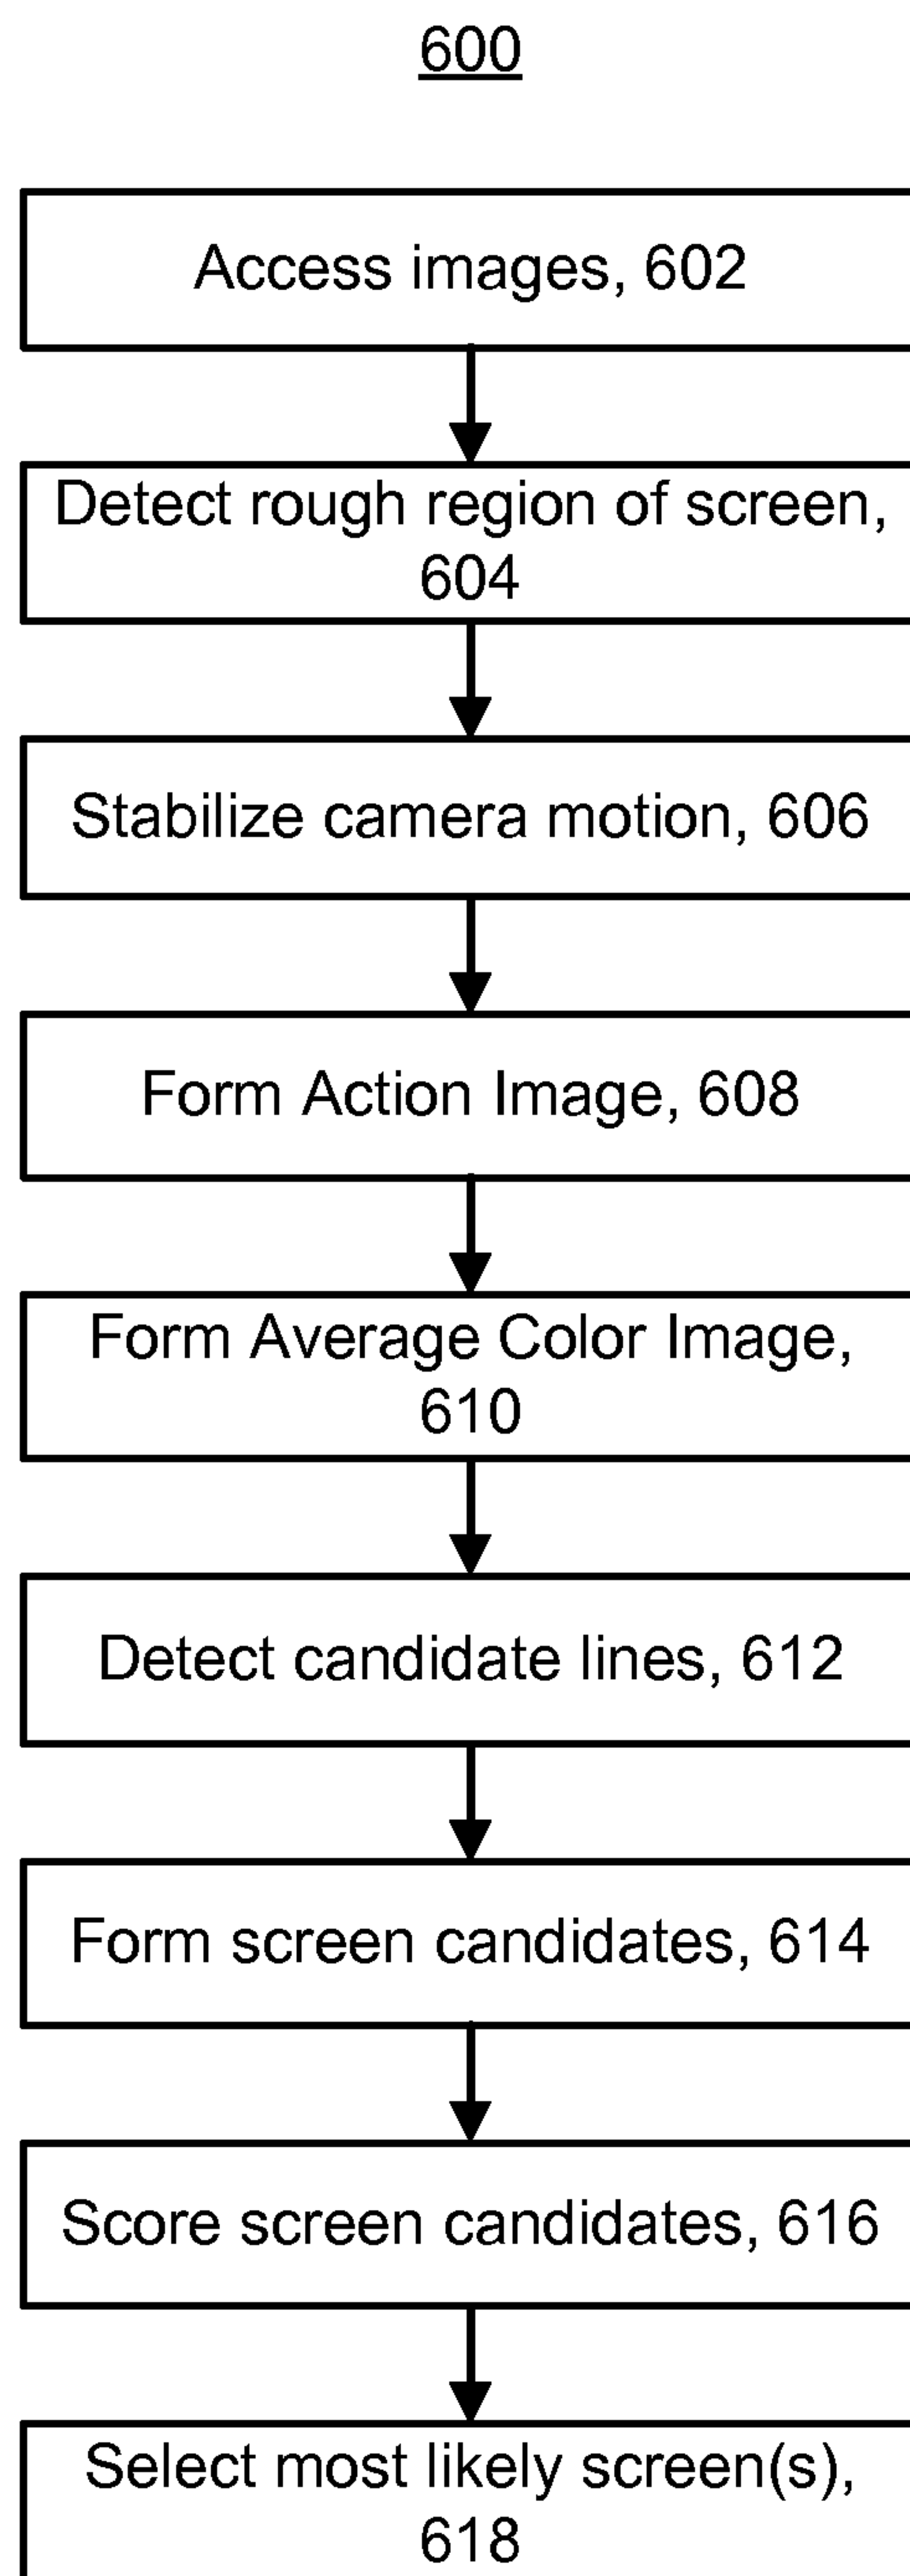 600
Access images, 602
Detect rough region of screen,
604
Stabilize camera motion, 606
Form Action Image, 608
Form Average Color Image,
610
Detect candidate lines, 612
Form screen candidates, 614
Score screen candidates, 616
Select most likely screen(s),
618